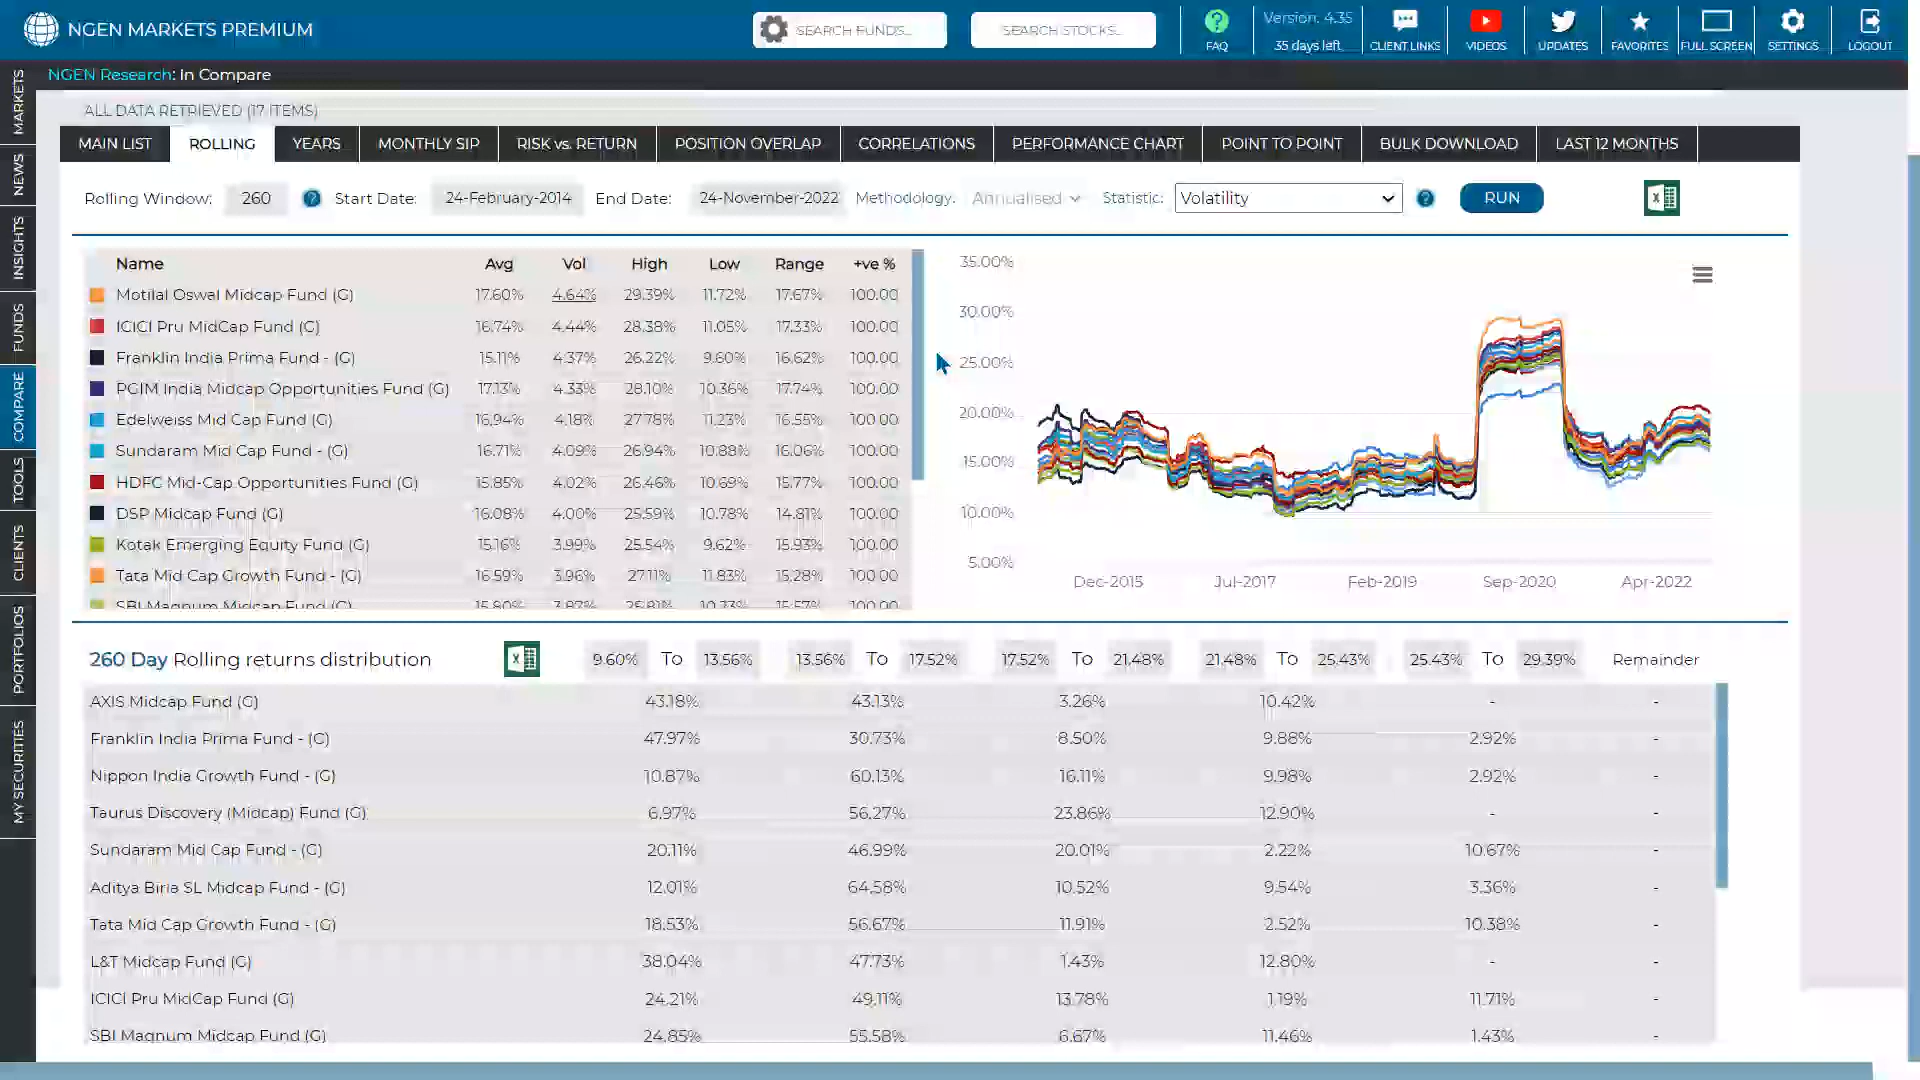 NGEN MARKETS PREMIUM
SEARCH FUNDS...
SEARCH STOCKS...
FAQ
Version: 4.35
35 days left
CLIENT LINKS
VIDEOS
UPDATES
FAVORITES
FULL SCREEN
SETTINGS
LOGOUT
NGEN Research: In Compare
MARKETS
NEWS
INSIGHTS
FUNDS
COMPARE
TOOLS
CLIENTS
PORTFOLIOS
MY SECURITES
ALL DATA RETRIEVED (17 ITEMS)
MAIN LIST ROLLING YEARS MONTHLY SIP RISK vs. RETURN POSITION OVERLAP CORRELATIONS PERFORMANCE CHART POINT TO POINT BULK DOWNLOAD LAST 12 MONTHS
Rolling Window: 260 ? Start Date: 24-February-2014 End Date: 24-November-2022 Methodology: Annualised Statistic: Volatility ? RUN
Name Avg Vol High Low Range +ve %
Motilal Oswal Midcap Fund (G) 17.60% 4.64% 29.39% 11.72% 17.67% 100.00
ICICI Pru MidCap Fund (G) 16.74% 4.44% 28.38% 11.05% 17.33% 100.00
Franklin India Prima Fund - (G) 15.11% 4.37% 26.22% 9.60% 16.62% 100.00
PGIM India Midcap Opportunities Fund (G) 17.13% 4.33% 28.10% 10.36% 17.74% 100.00
Edelweiss Mid Cap Fund (G) 16.94% 4.18% 27.78% 11.23% 16.55% 100.00
Sundaram Mid Cap Fund - (G) 16.71% 4.09% 26.94% 10.88% 16.06% 100.00
HDFC Mid-Cap Opportunities Fund (G) 15.85% 4.02% 26.46% 10.69% 15.77% 100.00
DSP Midcap Fund (G) 16.08% 4.00% 25.59% 10.78% 14.81% 100.00
Kotak Emerging Equity Fund (G) 15.16% 3.99% 25.54% 9.62% 15.93% 100.00
Tata Mid Cap Growth Fund - (G) 16.59% 3.96% 27.11% 11.83% 15.28% 100.00
SBI Magnum Midcap Fund (G) 15.80% 3.87% 25.81% 10.23% 15.57% 100.00
35.00%
30.00%
25.00%
20.00%
15.00%
10.00%
5.00%
Dec-2015 Jul-2017 Feb-2019 Sep-2020 Apr-2022
260 Day Rolling returns distribution 9.60% To 13.56% 13.56% To 17.52% 17.52% To 21.48% 21.48% To 25.43% 25.43% To 29.39% Remainder
AXIS Midcap Fund (G) 43.18% 43.13% 3.26% 10.42% - -
Franklin India Prima Fund - (G) 47.97% 30.73% 8.50% 9.88% 2.92% -
Nippon India Growth Fund - (G) 10.87% 60.13% 16.11% 9.98% 2.92% -
Taurus Discovery (Midcap) Fund (G) 6.97% 56.27% 23.86% 12.90% - -
Sundaram Mid Cap Fund - (G) 20.11% 46.99% 20.01% 2.22% 10.67% -
Aditya Birla SL Midcap Fund - (G) 12.01% 64.58% 10.52% 9.54% 3.36% -
Tata Mid Cap Growth Fund - (G) 18.53% 56.67% 11.91% 2.52% 10.38% -
L&T Midcap Fund (G) 38.04% 47.73% 1.43% 12.80% - -
ICICI Pru MidCap Fund (G) 24.21% 49.11% 13.78% 1.19% 11.71% -
SBI Magnum Midcap Fund (G) 24.85% 55.58% 6.67% 11.46% 1.43% -